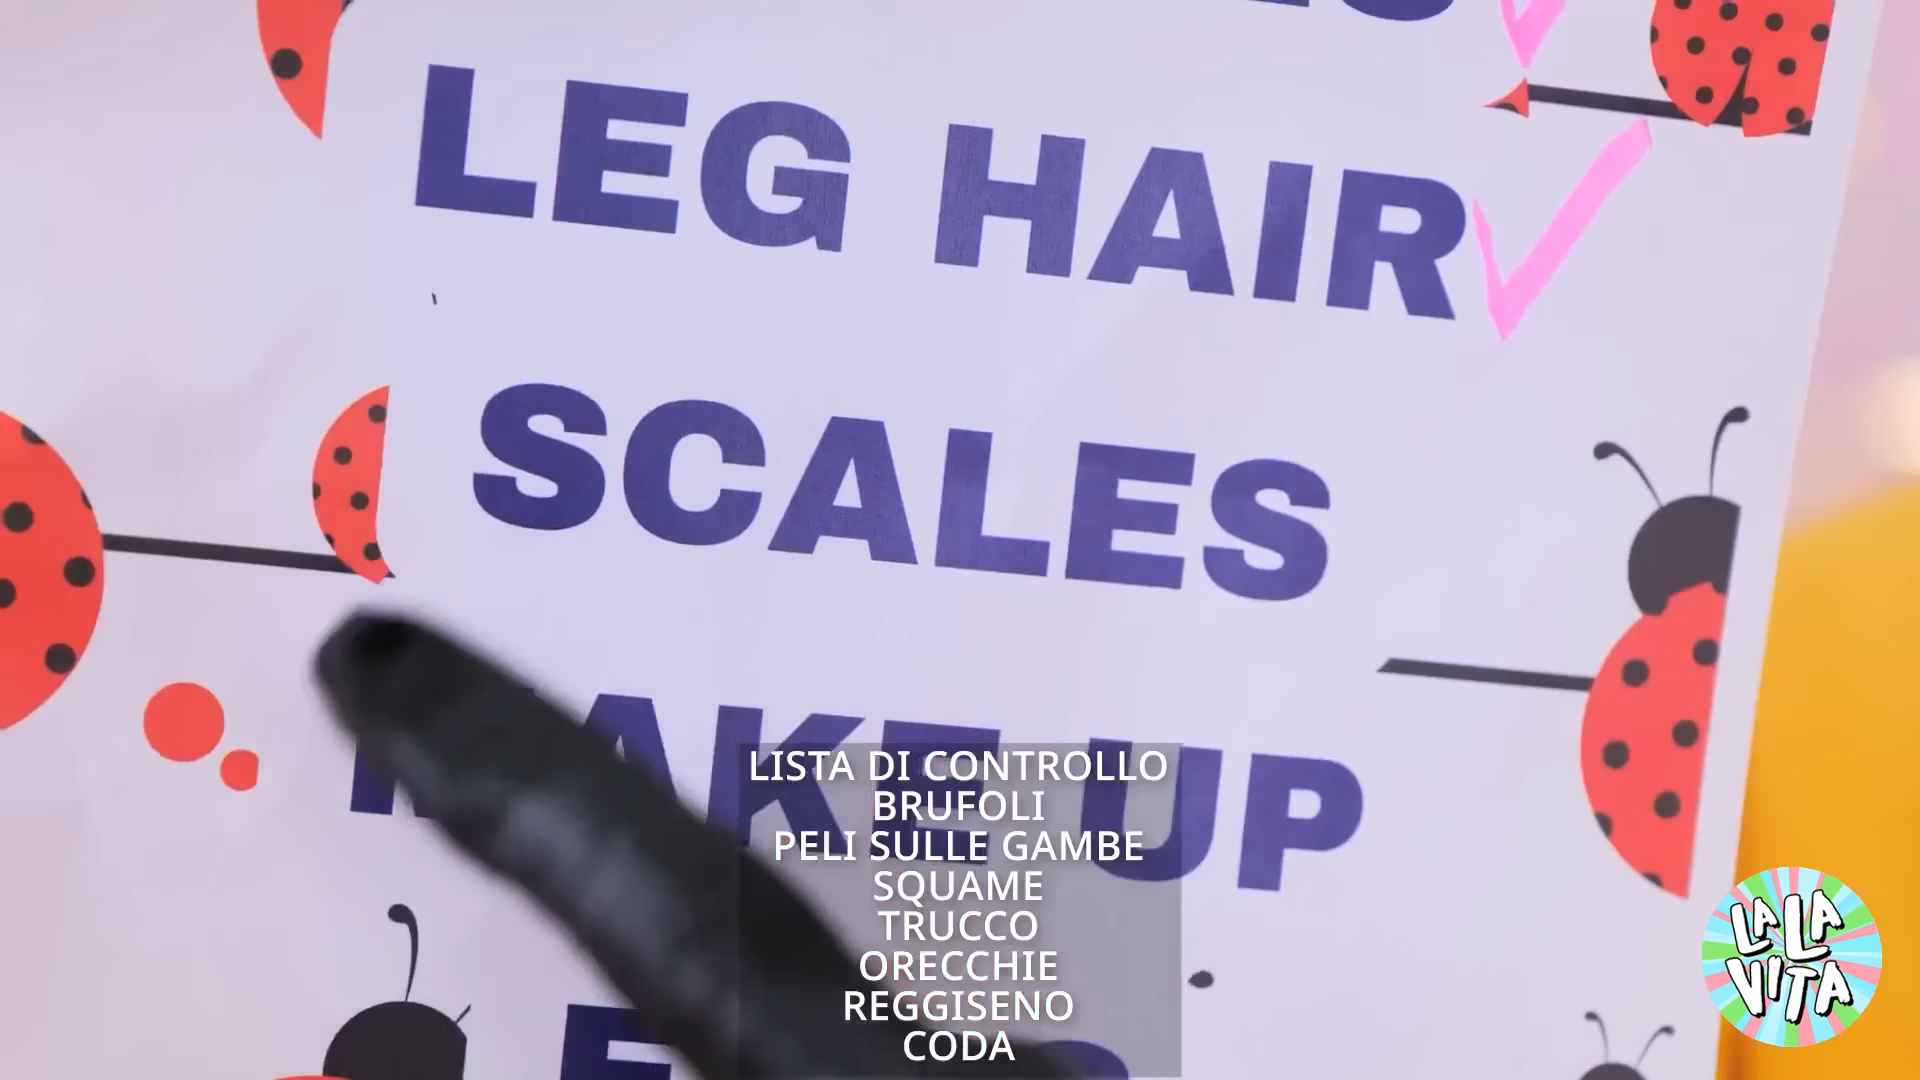 LEG HAIR
SCALES
MAKE UP
LISTA DI CONTROLLO
BRUFOLI
PELI SULLE GAMBE
SQUAME
TRUCCO
ORECCHIE
REGGISENO
CODA
LA LA
VITA